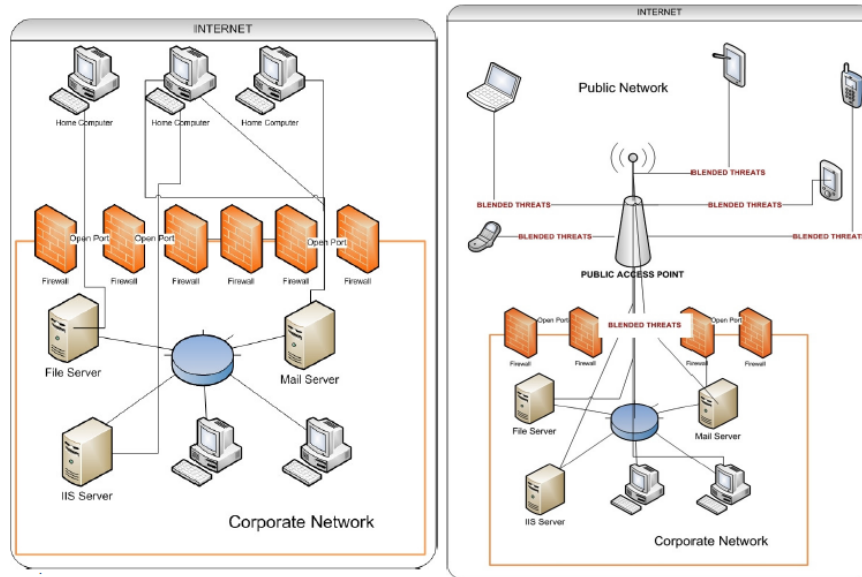 INTERNET
Home Computer
Home Computer
Home Computer
Open Port
Open Port
Open Port
Firewall
Firewall
Firewall
Firewall
Firewall
Firewall
File Server
Mail Server
IIS Server
Corporate Network
INTERNET
Public Network
BLENDED THREATS
BLENDED THREATS
BLENDED THREATS
BLENDED THREATS
BLENDED THREATS
PUBLIC ACCESS POINT
Open Port
BLENDED THREATS
Open Port
Firewall
Firewall
Firewall
Firewall
File Server
Mail Server
IIS Server
Corporate Network